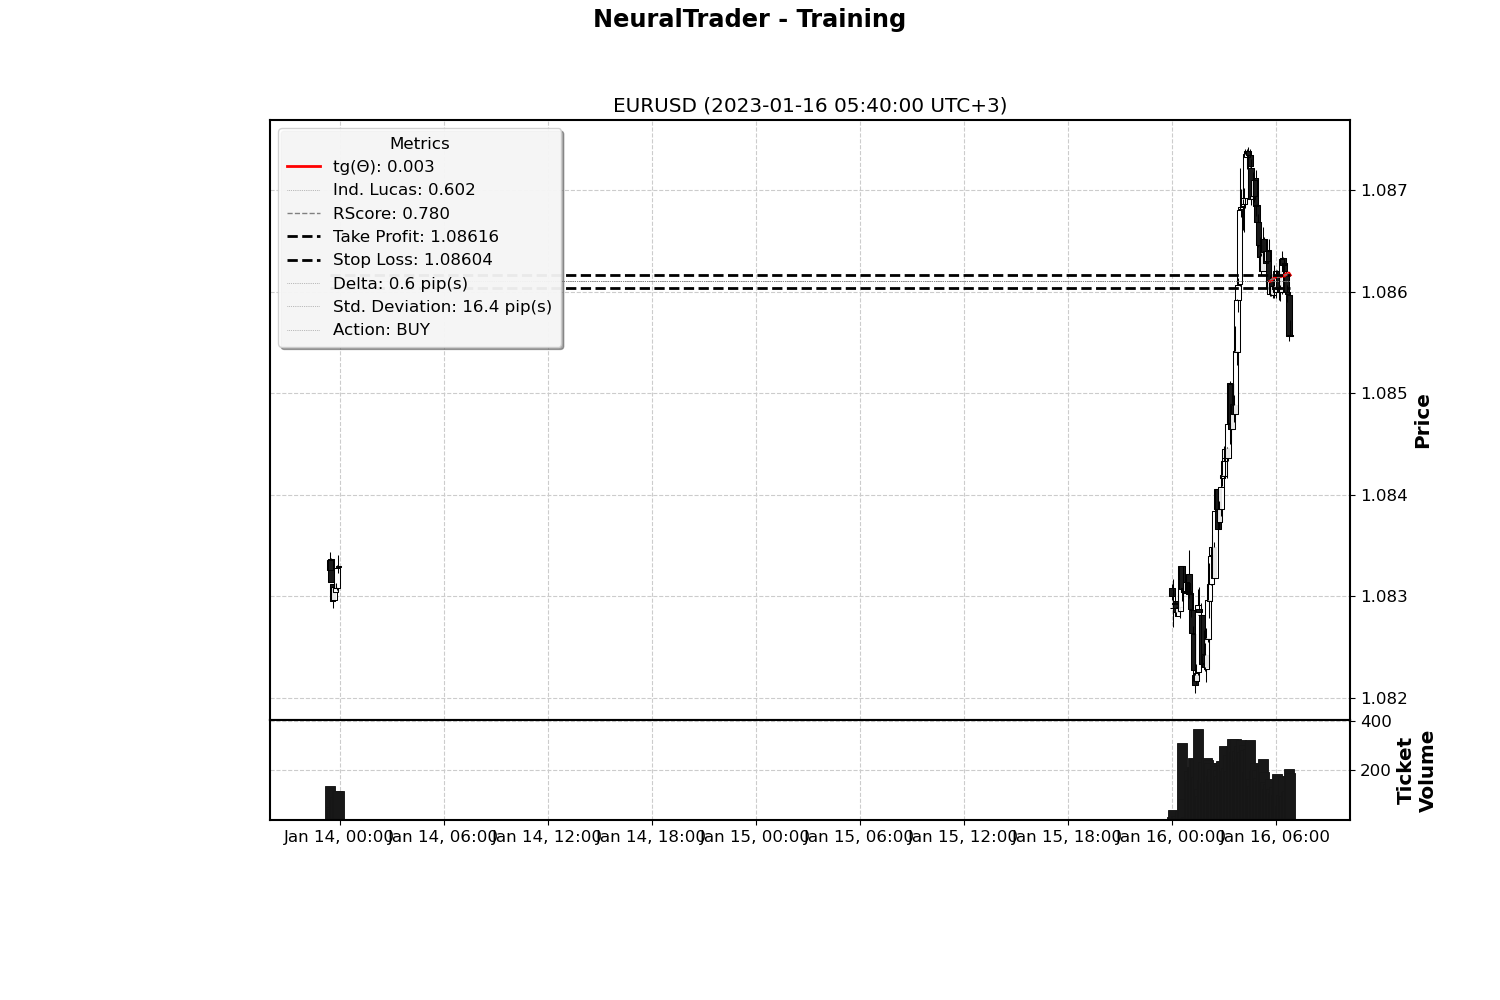 NeuralTrader - Training
EURUSD (2023-01-16 05:40:00 UTC+3)
Metrics
tg(Θ): 0.003
Ind. Lucas: 0.602
RScore: 0.780
Take Profit: 1.08616
Stop Loss: 1.08604
Delta: 0.6 pip(s)
Std. Deviation: 16.4 pip(s)
Action: BUY
1.087
1.086
1.085
1.084
1.083
1.082
Price
400
200
Ticket
Volume
Jan 14, 00:00 Jan 14, 06:00 Jan 14, 12:00 Jan 14, 18:00 Jan 15, 00:00 Jan 15, 06:00 Jan 15, 12:00 Jan 15, 18:00 Jan 16, 00:00 Jan 16, 06:00